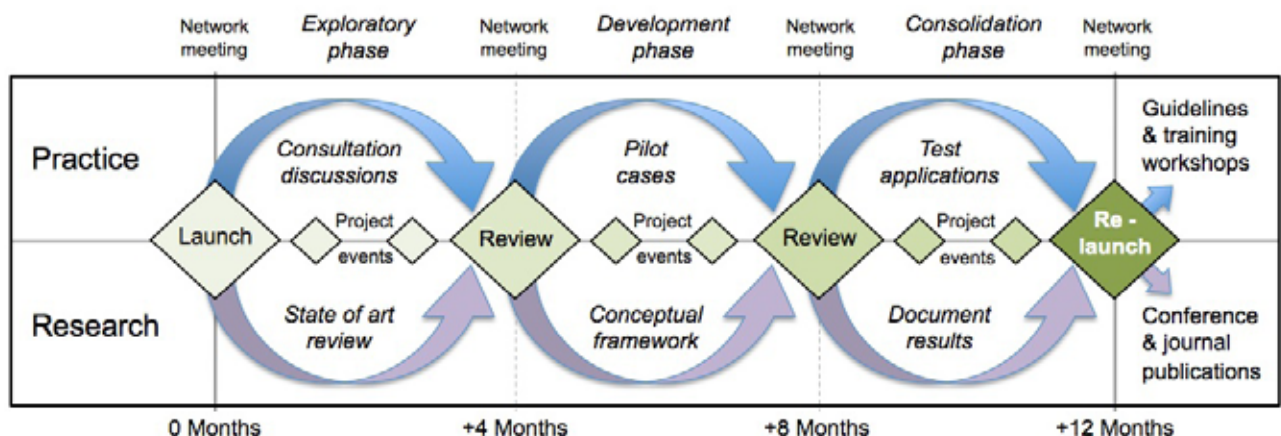 Network
meeting
Exploratory
phase
Network
meeting
Development
phase
Network
meeting
Consolidation
phase
Network
meeting
Practice
Consultation
discussions
Pilot
cases
Test
applications
Guidelines
& training
workshops
Launch
Project
events
Review
Project
events
Review
Project
events
Re -
launch
Research
State of art
review
Conceptual
framework
Document
results
Conference
& journal
publications
0 Months
+4 Months
+8 Months
+12 Months